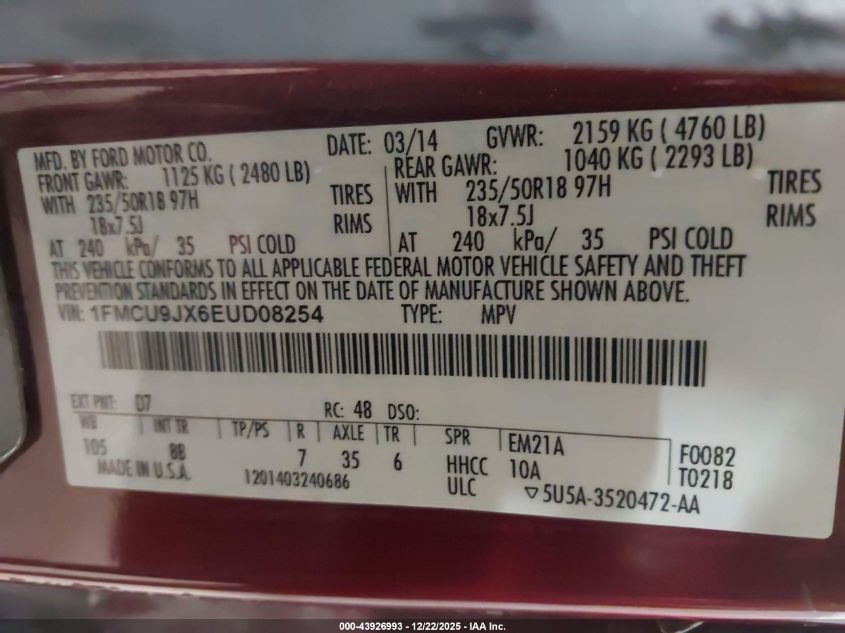 MFD. BY FORD MOTOR CO. DATE: 03/14 GVWR: 2159 KG ( 4760 LB)
FRONT GAWR: 1125 KG ( 2480 LB) REAR GAWR: 1040 KG ( 2293 LB)
WITH 235/50R18 97H TIRES WITH 235/50R18 97H TIRES
18x7.5J RIMS 18x7.5J RIMS
AT 240 kPa/ 35 PSI COLD AT 240 kPa/ 35 PSI COLD
THIS VEHICLE CONFORMS TO ALL APPLICABLE FEDERAL MOTOR VEHICLE SAFETY AND THEFT
PREVENTION STANDARDS IN EFFECT ON THE DATE OF MANUFACTURE SHOWN ABOVE.
VIN: 1FMCU9JX6EUD08254 TYPE: MPV
EXT PNT: D7 RC: 48 DSO:
WB INT TR TP/PS R AXLE TR SPR EM21A F0082
105 8B 7 35 6 HHCC 10A T0218
MADE IN U.S.A. 1201403240686 ULC ▽5U5A-3520472-AA
000-43926993 - 12/22/2025 - IAA Inc.